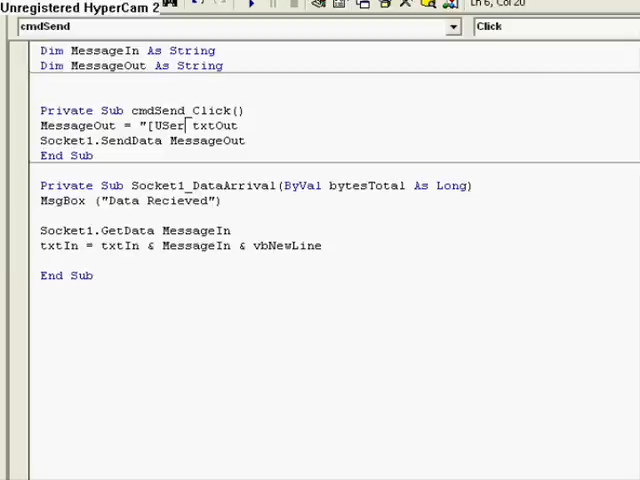 Unregistered HyperCam 2
Ln 6, Col 20
cmdSend
Click
Dim MessageIn As String
Dim MessageOut As String
Private Sub cmdSend_Click()
MessageOut = "[USer txtOut
Socket1.SendData MessageOut
End Sub
Private Sub Socket1_DataArrival(ByVal bytesTotal As Long)
MsgBox ("Data Recieved")
Socket1.GetData MessageIn
txtIn = txtIn & MessageIn & vbNewLine
End Sub